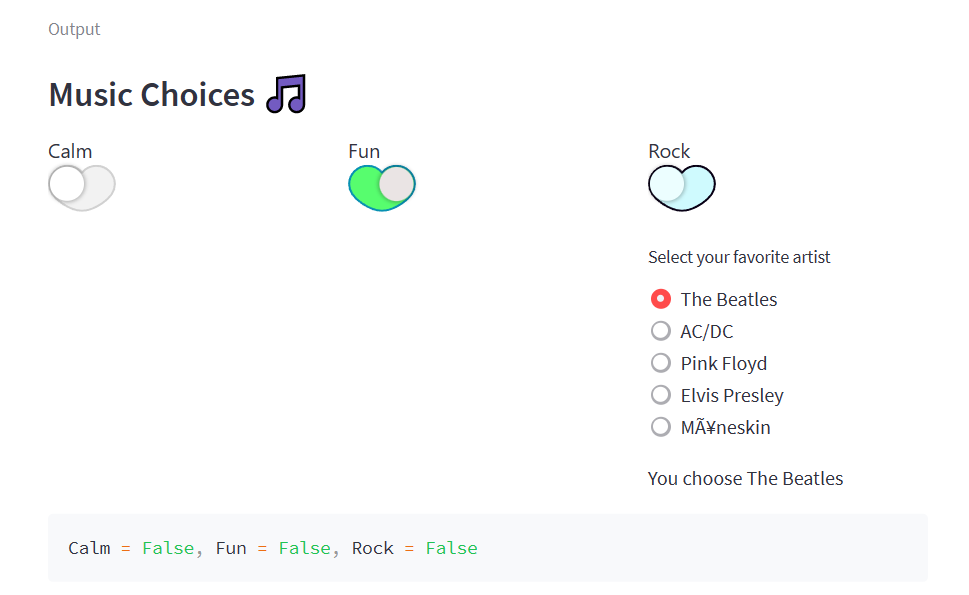 Output
Music Choices
Calm
Fun
Rock
Select your favorite artist
The Beatles
AC/DC
Pink Floyd
Elvis Presley
MÃ¥neskin
You choose The Beatles
Calm = False, Fun = False, Rock = False